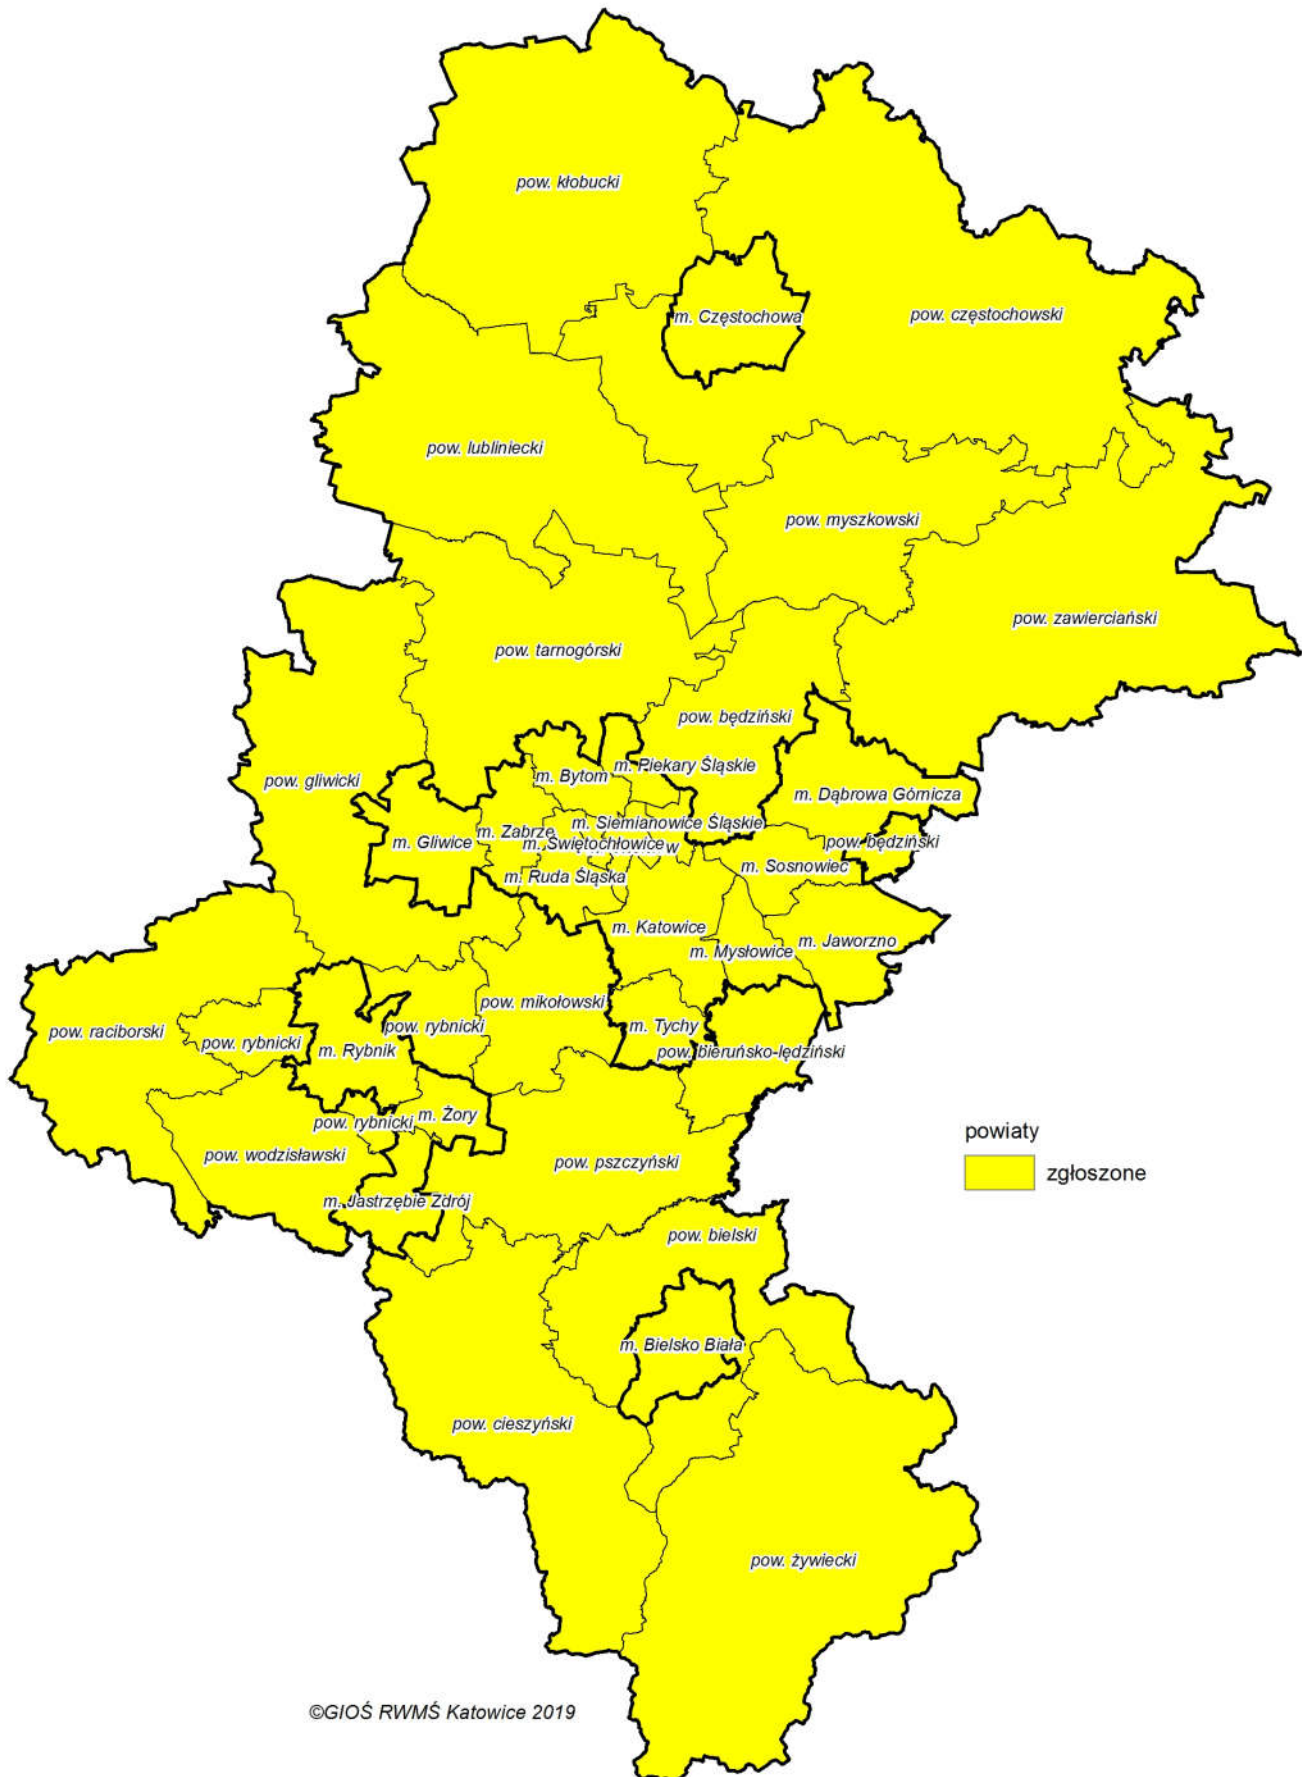 pow. kłobucki
m. Częstochowa
pow. częstochowski
pow. lubliniecki
pow. myszkowski
pow. zawierciański
pow. tarnogórski
pow. będziński
m. Piekary Śląskie
m. Bytom
pow. gliwicki
m. Dąbrowa Górnicza
m. Siemianowice Śląskie
m. Zabrze
m. Gliwice
m. Świętochłowice
pow. będziński
m. Sosnowiec
m. Ruda Śląska
m. Katowice
m. Mysłowice
m. Jaworzno
pow. mikołowski
pow. raciborski
pow. rybnicki
m. Rybnik
pow. rybnicki
m. Tychy
pow. bieruńsko-lędziński
pow. rybnicki
m. Żory
pow. wodzisławski
pow. pszczyński
m. Jastrzębie Zdrój
powiaty
zgłoszone
pow. bielski
m. Bielsko Biała
pow. cieszyński
pow. żywiecki
©GIOŚ RWMŚ Katowice 2019